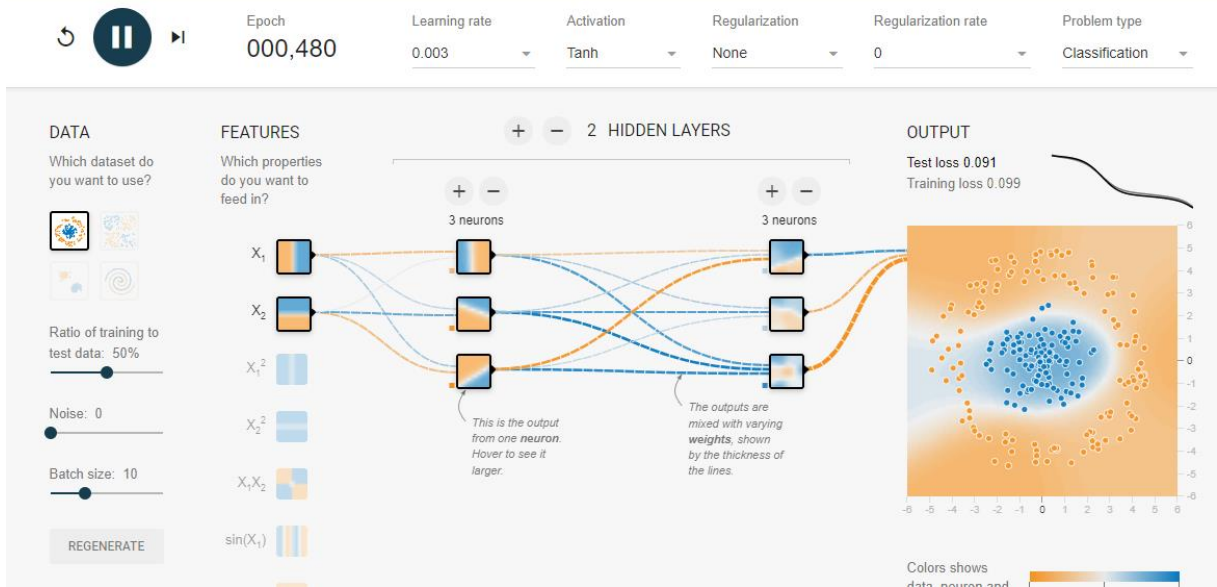 Epoch
000,480
Learning rate
0.003
Activation
Tanh
Regularization
None
Regularization rate
0
Problem type
Classification
DATA
Which dataset do
you want to use?
Ratio of training to
test data: 50%
Noise: 0
Batch size: 10
REGENERATE
FEATURES
Which properties
do you want to
feed in?
X₁
X₂
X₁²
X₂²
X₁X₂
sin(X₁)
+ − 2 HIDDEN LAYERS
+ −
3 neurons
+ −
3 neurons
This is the output
from one neuron.
Hover to see it
larger.
The outputs are
mixed with varying
weights, shown
by the thickness of
the lines.
OUTPUT
Test loss 0.091
Training loss 0.099
6
5
4
3
2
1
0
-1
-2
-3
-4
-5
-6
-6 -5 -4 -3 -2 -1 0 1 2 3 4 5 6
Colors shows
data, neuron and